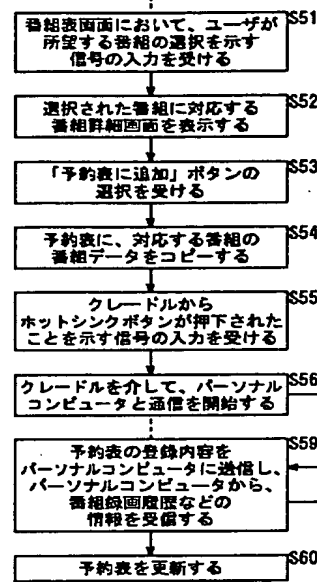 番組表画面において、ユーザが
所望する番組の選択を示す
信号の入力を受ける
S51
選択された番組に対応する
番組詳細画面を表示する
S52
「予約表に追加」ボタンの
選択を受ける
S53
予約表に、対応する番組の
番組データをコピーする
S54
クレードルから
ホットシンクボタンが押下された
ことを示す信号の入力を受ける
S55
クレードルを介して、パーソナル
コンピュータと通信を開始する
S56
予約表の登録内容を
パーソナルコンピュータに送信し、
パーソナルコンピュータから、
番組録画履歴などの
情報を受信する
S59
予約表を更新する
S60